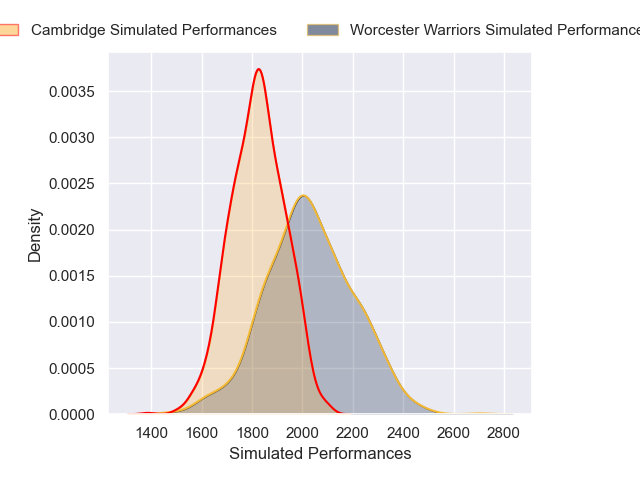 Cambridge Simulated Performances
Worcester Warriors Simulated Performance
0.0035
0.0030
0.0025
0.0020
0.0015
0.0010
0.0005
0.0000
Density
1400 1600 1800 2000 2200 2400 2600 2800
Simulated Performances